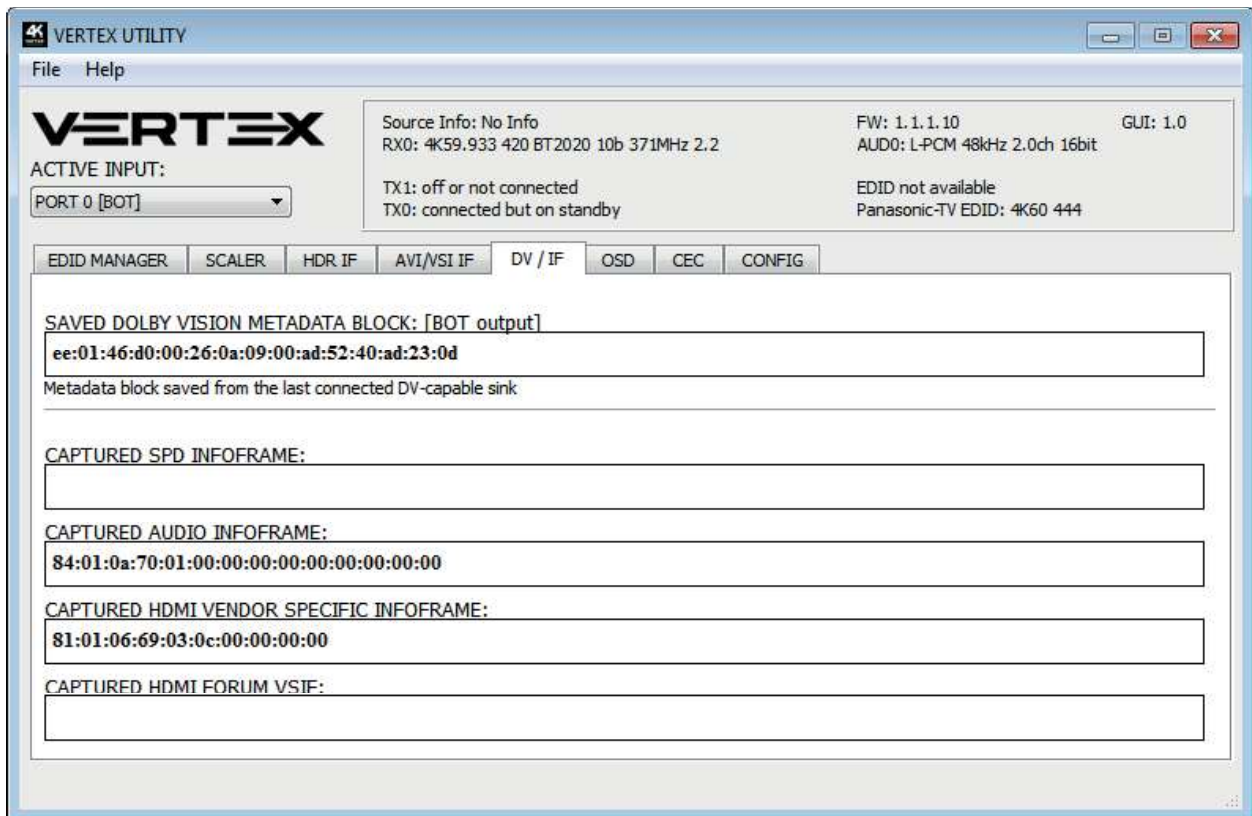 4K
VERTEX UTILITY
File Help
VERTEX
ACTIVE INPUT:
PORT 0 [BOT]
Source Info: No Info
RX0: 4K59.933 420 BT2020 10b 371MHz 2.2
TX1: off or not connected
TX0: connected but on standby
FW: 1.1.1.10 GUI: 1.0
AUD0: L-PCM 48kHz 2.0ch 16bit
EDID not available
Panasonic-TV EDID: 4K60 444
EDID MANAGER SCALER HDR IF AVI/VSI IF DV / IF OSD CEC CONFIG
SAVED DOLBY VISION METADATA BLOCK: [BOT output]
ee:01:46:d0:00:26:0a:09:00:ad:52:40:ad:23:0d
Metadata block saved from the last connected DV-capable sink
CAPTURED SPD INFOFRAME:
CAPTURED AUDIO INFOFRAME:
84:01:0a:70:01:00:00:00:00:00:00:00:00:00
CAPTURED HDMI VENDOR SPECIFIC INFOFRAME:
81:01:06:69:03:0c:00:00:00:00
CAPTURED HDMI FORUM VSIF: